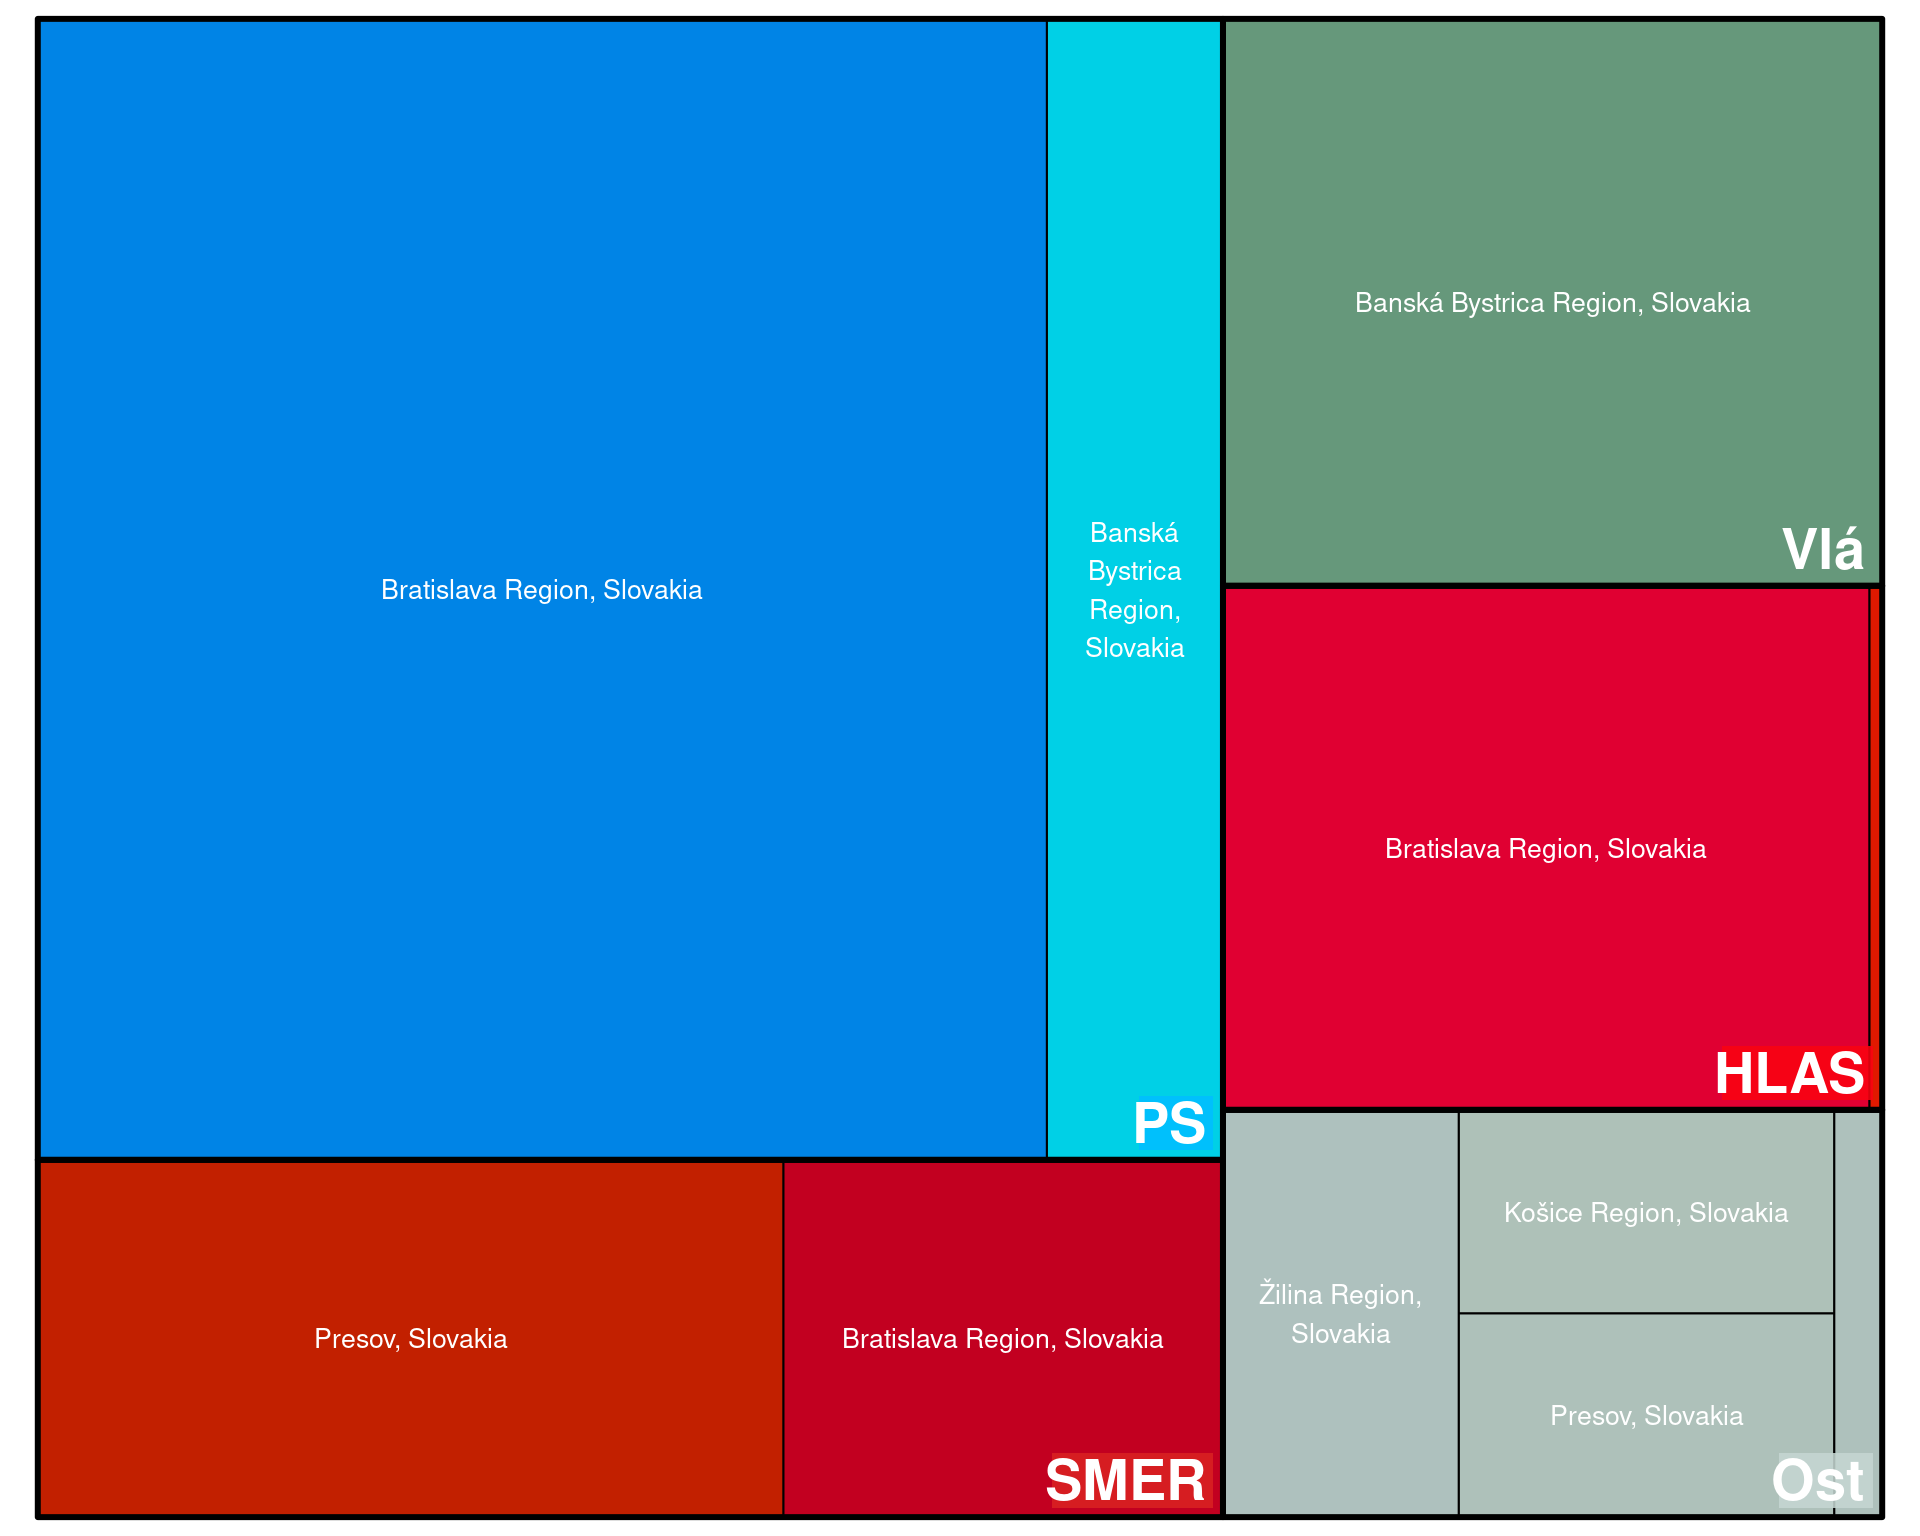 Bratislava Region, Slovakia
Banská
Bystrica
Region,
Slovakia
PS
Presov, Slovakia
Bratislava Region, Slovakia
SMER
Banská Bystrica Region, Slovakia
Vlá
Bratislava Region, Slovakia
HLAS
Žilina Region,
Slovakia
Košice Region, Slovakia
Presov, Slovakia
Ost